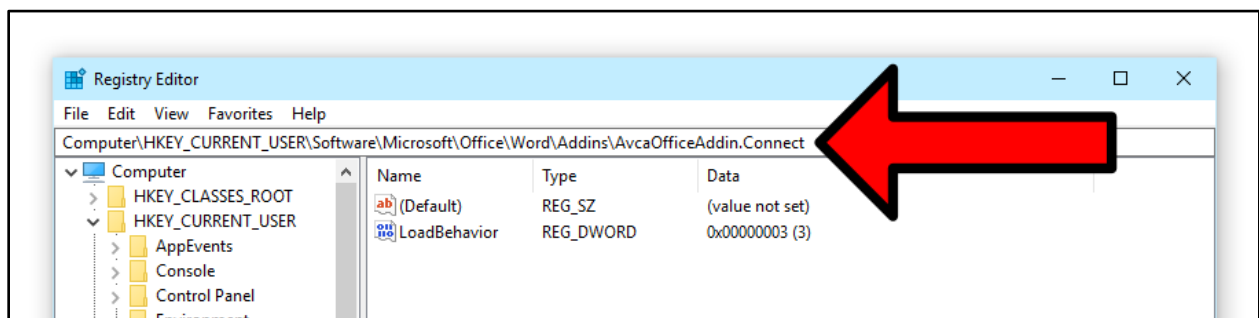 Registry Editor
File Edit View Favorites Help
Computer\HKEY_CURRENT_USER\Software\Microsoft\Office\Word\Addins\AvcaOfficeAddin.Connect
Computer
HKEY_CLASSES_ROOT
HKEY_CURRENT_USER
AppEvents
Console
Control Panel
Environment
Name Type Data
(Default) REG_SZ (value not set)
LoadBehavior REG_DWORD 0x00000003 (3)